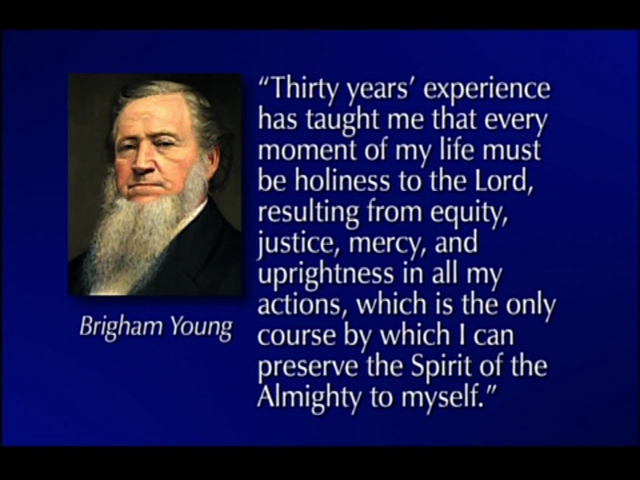 “Thirty years’ experience
has taught me that every
moment of my life must
be holiness to the Lord,
resulting from equity,
justice, mercy, and
uprightness in all my
actions, which is the only
course by which I can
preserve the Spirit of the
Almighty to myself.”
Brigham Young